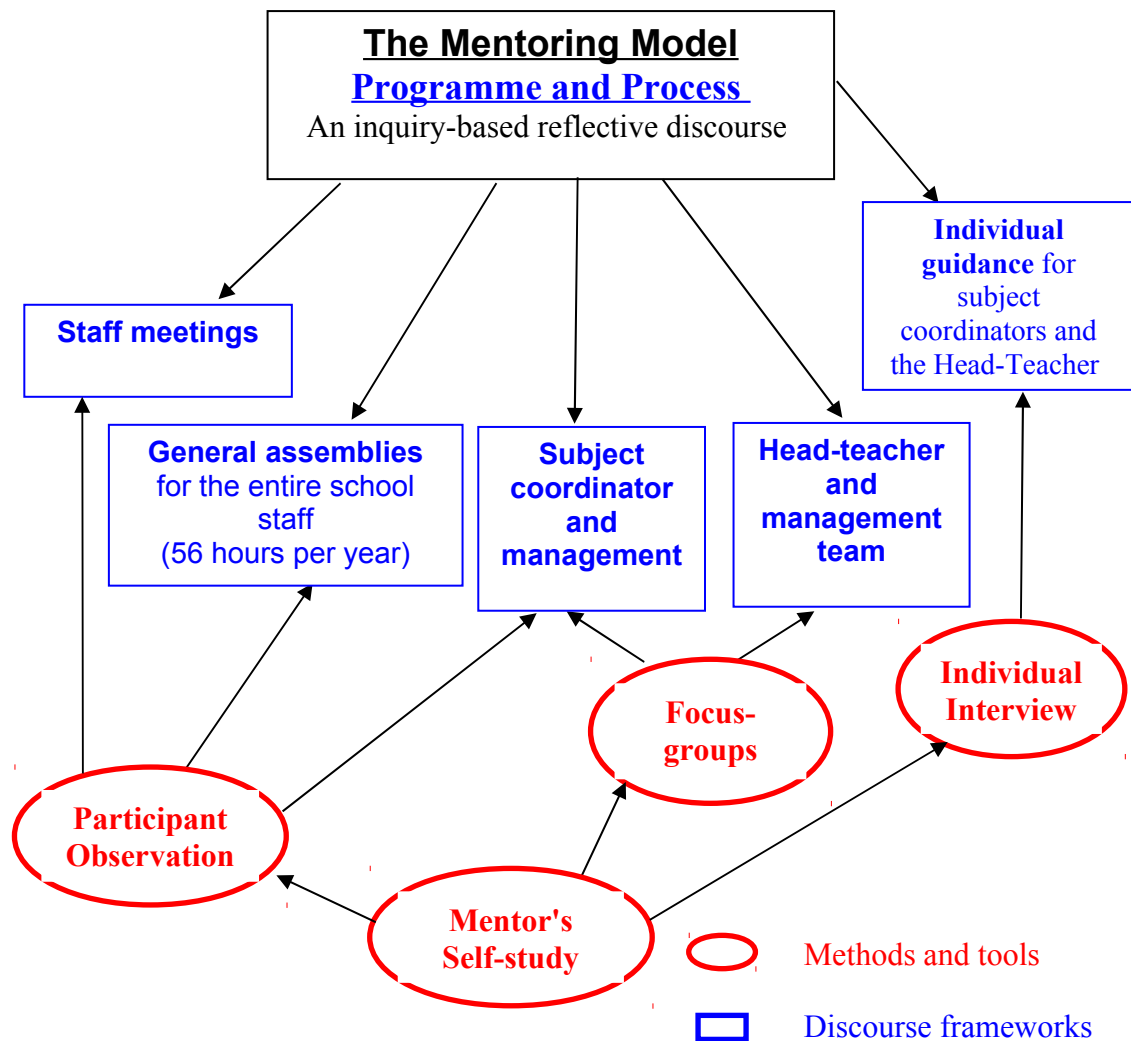 The Mentoring Model
Programme and Process
An inquiry-based reflective discourse
Individual
guidance for
subject
coordinators and
the Head-Teacher
Staff meetings
General assemblies
for the entire school
staff
(56 hours per year)
Subject
coordinator
and
management
Head-teacher
and
management
team
Individual
Interview
Focus-
groups
Participant
Observation
Mentor's
Self-study
Methods and tools
Discourse frameworks